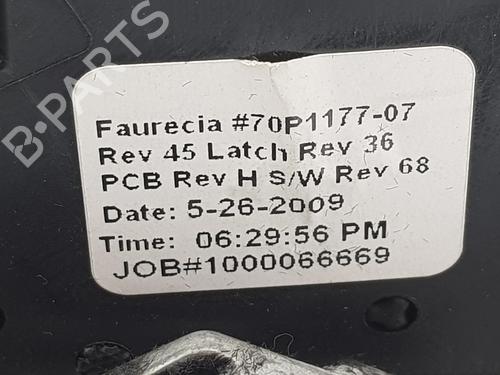 B-PARTS
Faurecia #70P1177-07
Rev 45 Latch Rev 36
PCB Rev H S/W Rev 68
Date: 5-26-2009
Time: 06:29:56 PM
JOB#1000066669